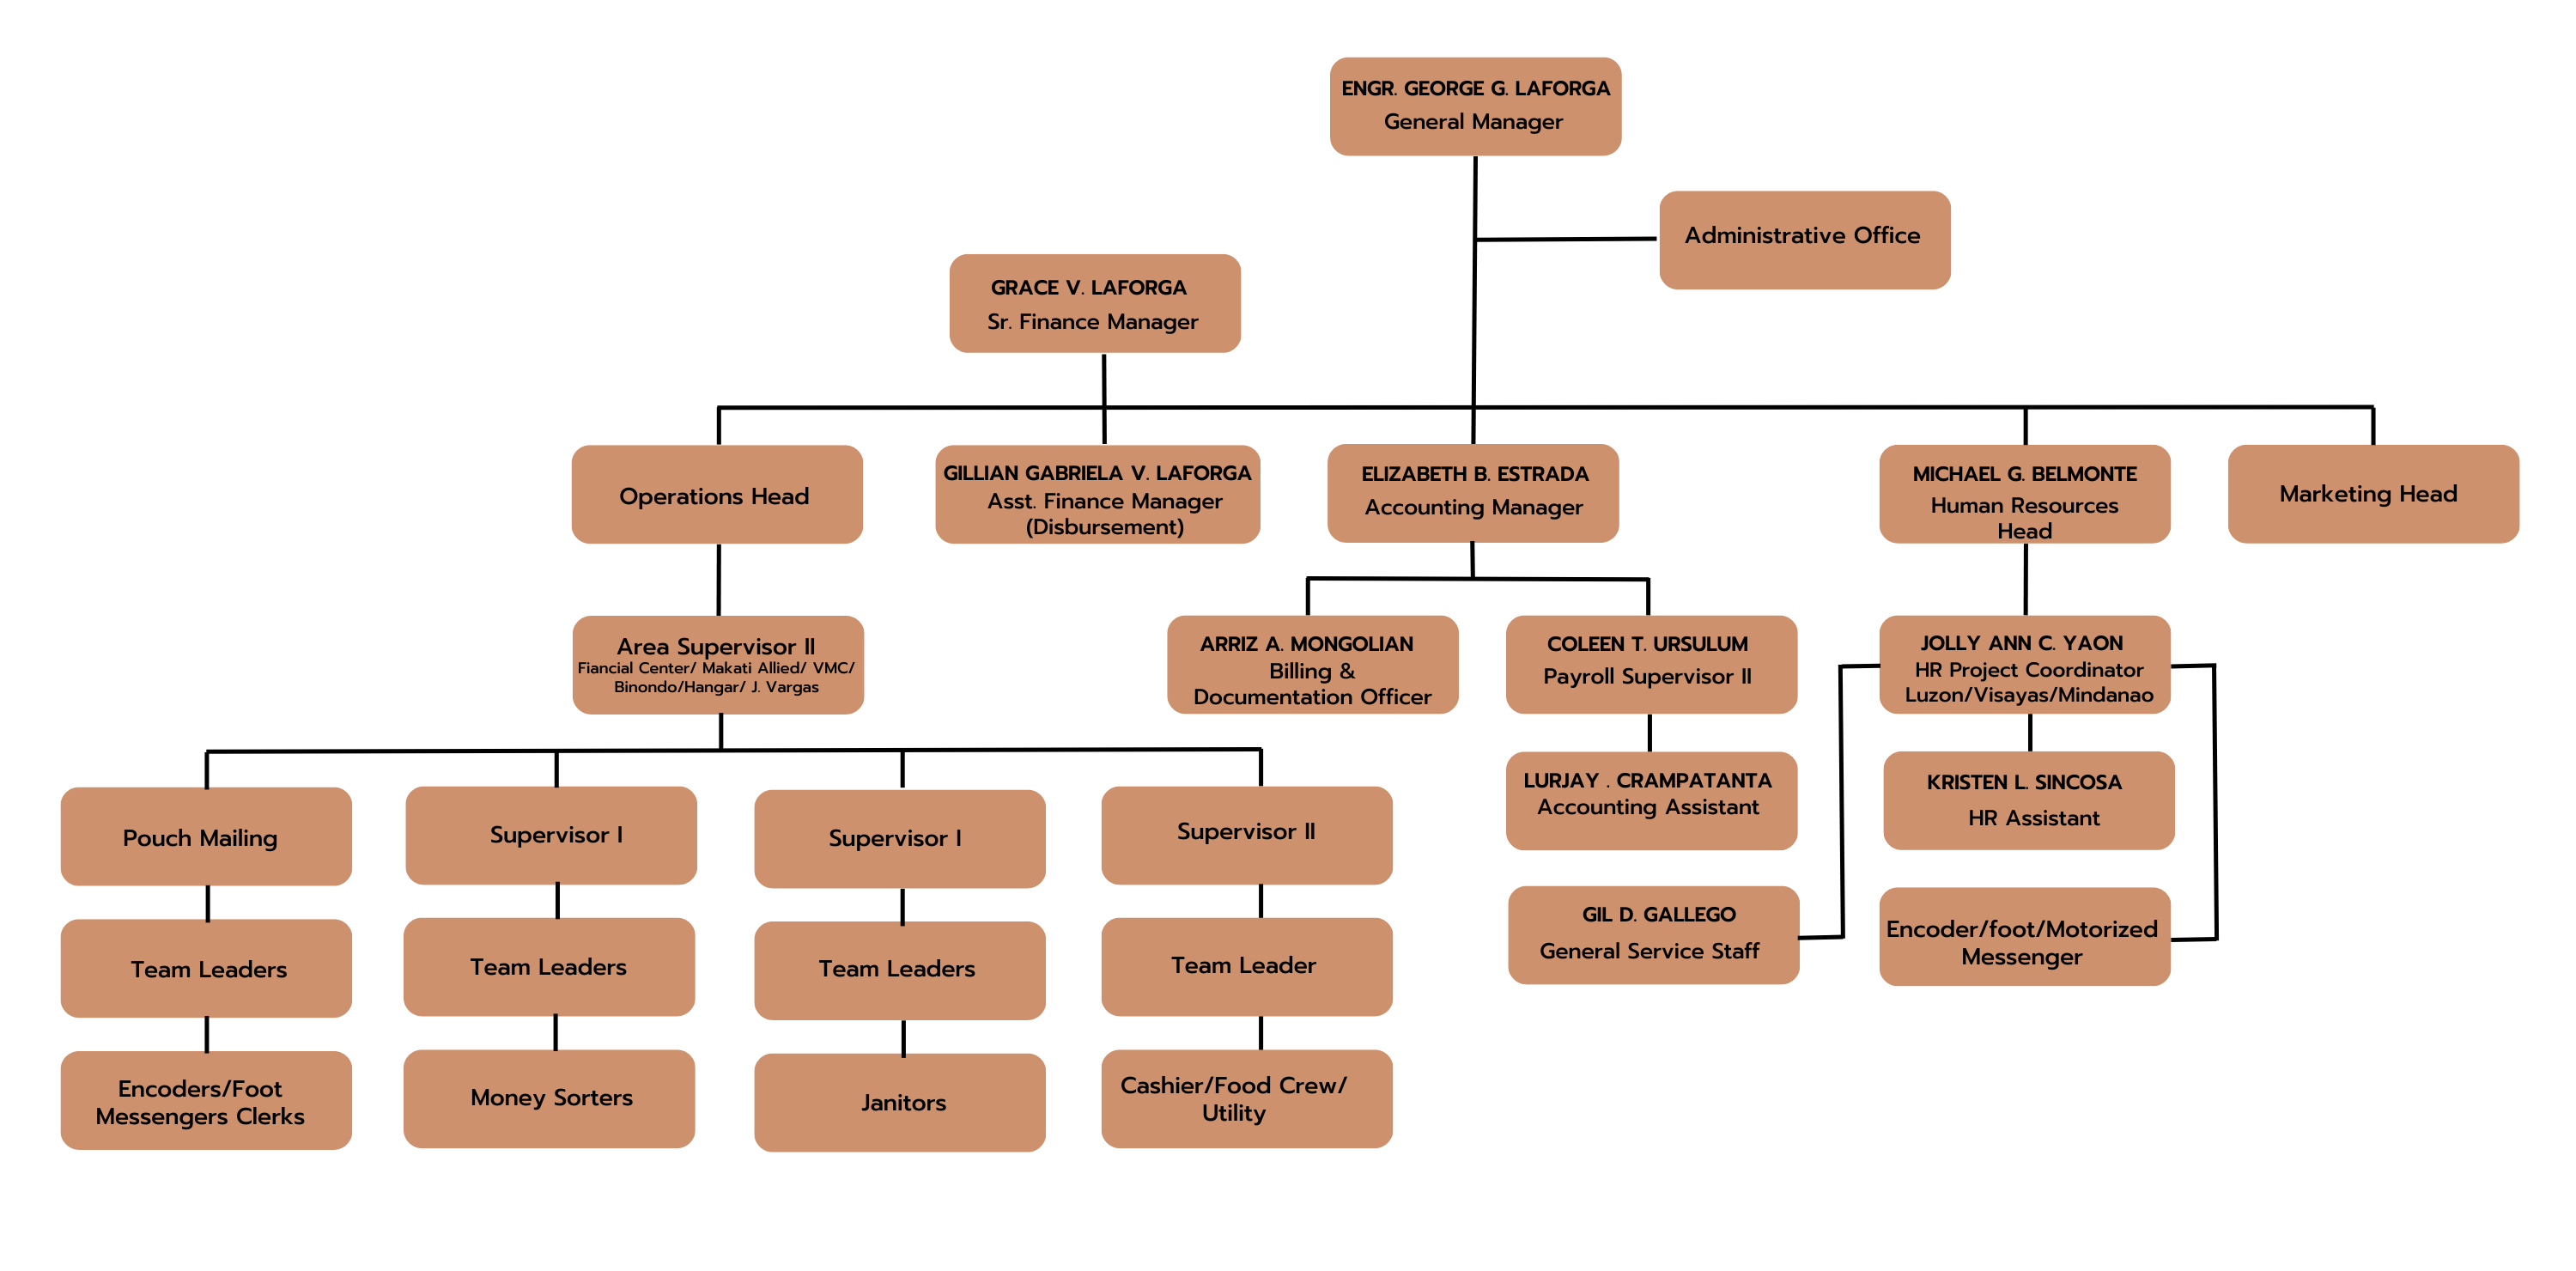 ENGR. GEORGE G. LAFORGA
General Manager
Administrative Office
GRACE V. LAFORGA
Sr. Finance Manager
Operations Head
GILLIAN GABRIELA V. LAFORGA
Asst. Finance Manager
(Disbursement)
ELIZABETH B. ESTRADA
Accounting Manager
MICHAEL G. BELMONTE
Human Resources
Head
Marketing Head
Area Supervisor II
Fiancial Center/ Makati Allied/ VMC/
Binondo/Hangar/ J. Vargas
ARRIZ A. MONGOLIAN
Billing &
Documentation Officer
COLEEN T. URSULUM
Payroll Supervisor II
JOLLY ANN C. YAON
HR Project Coordinator
Luzon/Visayas/Mindanao
LURJAY . CRAMPATANTA
Accounting Assistant
KRISTEN L. SINCOSA
HR Assistant
Pouch Mailing
Supervisor I
Supervisor I
Supervisor II
GIL D. GALLEGO
General Service Staff
Encoder/foot/Motorized
Messenger
Team Leaders
Team Leaders
Team Leaders
Team Leader
Encoders/Foot
Messengers Clerks
Money Sorters
Janitors
Cashier/Food Crew/
Utility